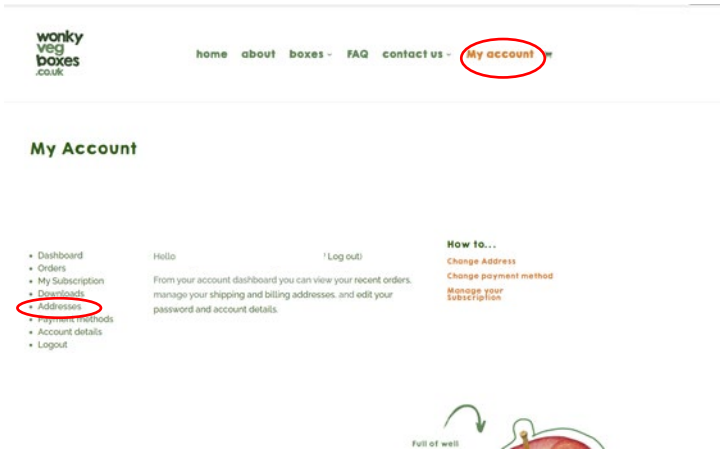 wonky
veg
boxes
.co.uk
home about boxes FAQ contact us My account
My Account
Dashboard
Orders
My Subscription
Downloads
Addresses
Payment methods
Account details
Logout
Hello Log out)
From your account dashboard you can view your recent orders,
manage your shipping and billing addresses, and edit your
password and account details.
How to...
Change Address
Change payment method
Manage your
Subscription
Full of well